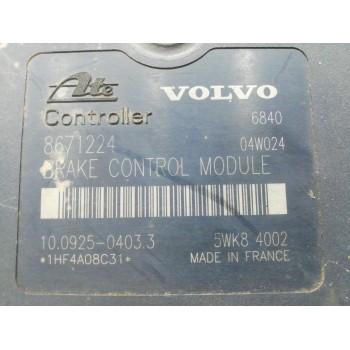 Ate VOLVO
Controller 6840
8671224 04W024
BRAKE CONTROL MODULE
10.0925-0403.3 5WK8 4002
*1HF4A08C31* MADE IN FRANCE